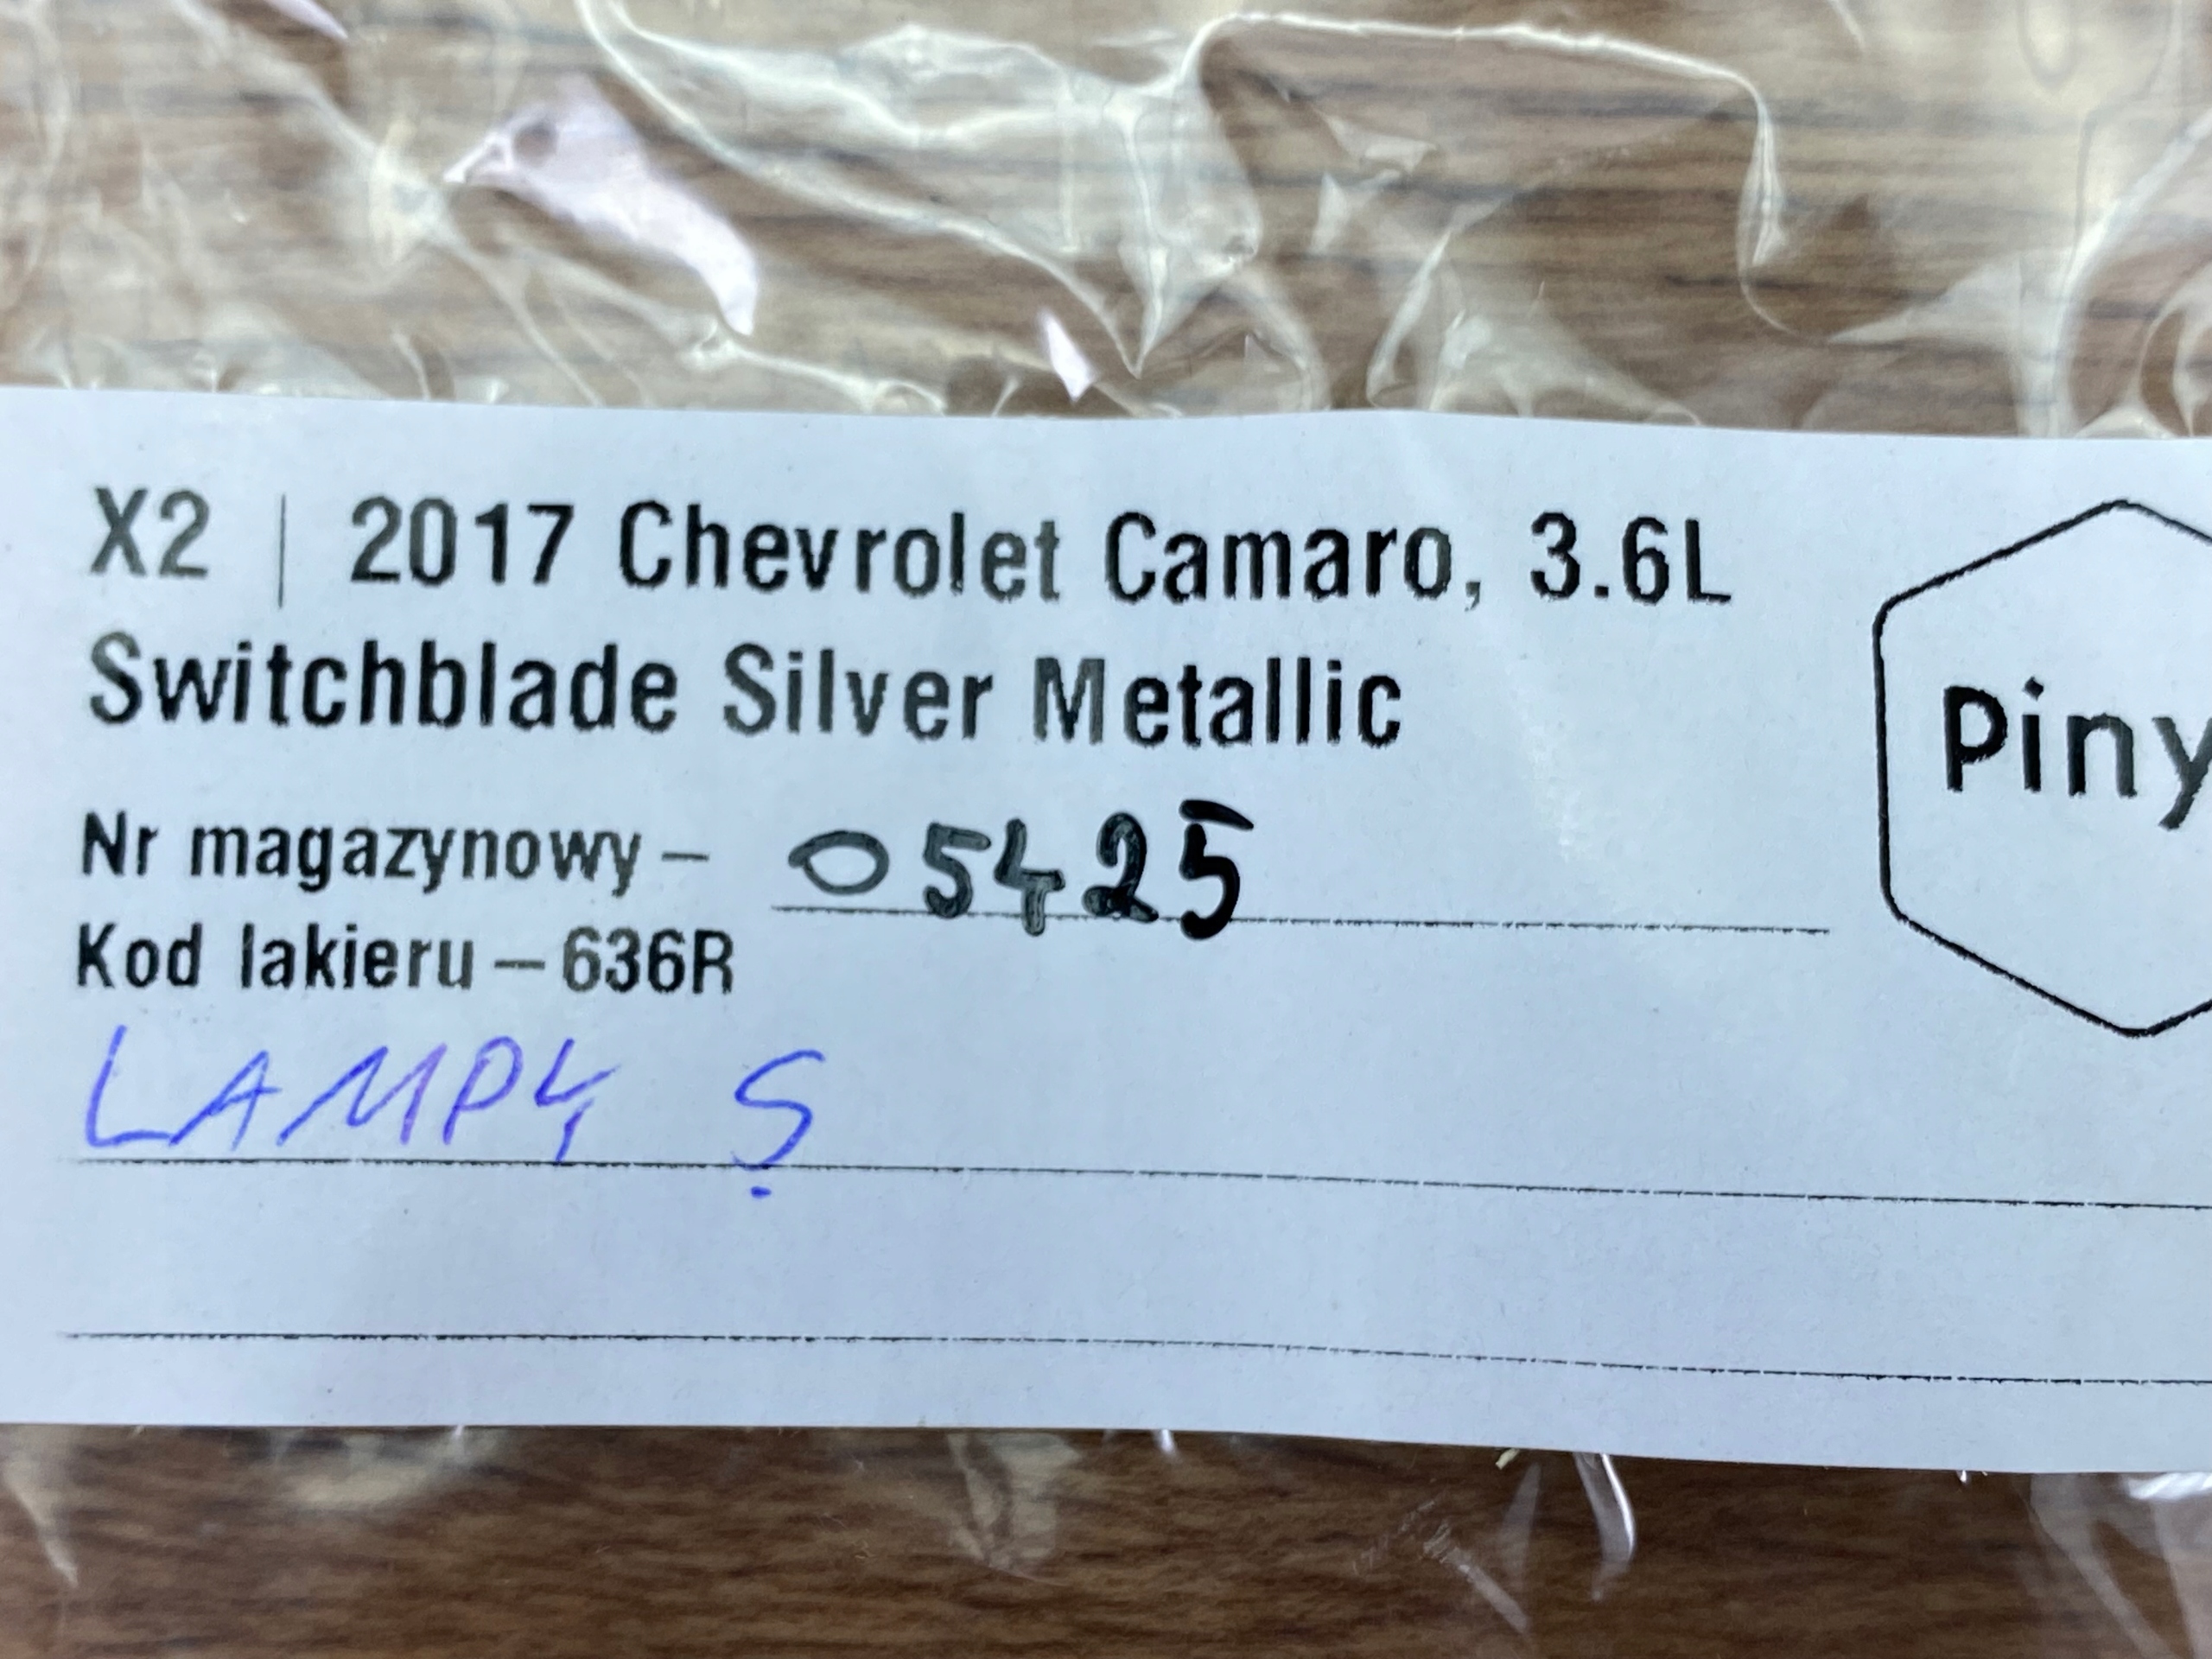 X2 | 2017 Chevrolet Camaro, 3.6L
Switchblade Silver Metallic
Nr magazynowy – 05425
Kod lakieru – 636R
LAMPY S
Piny